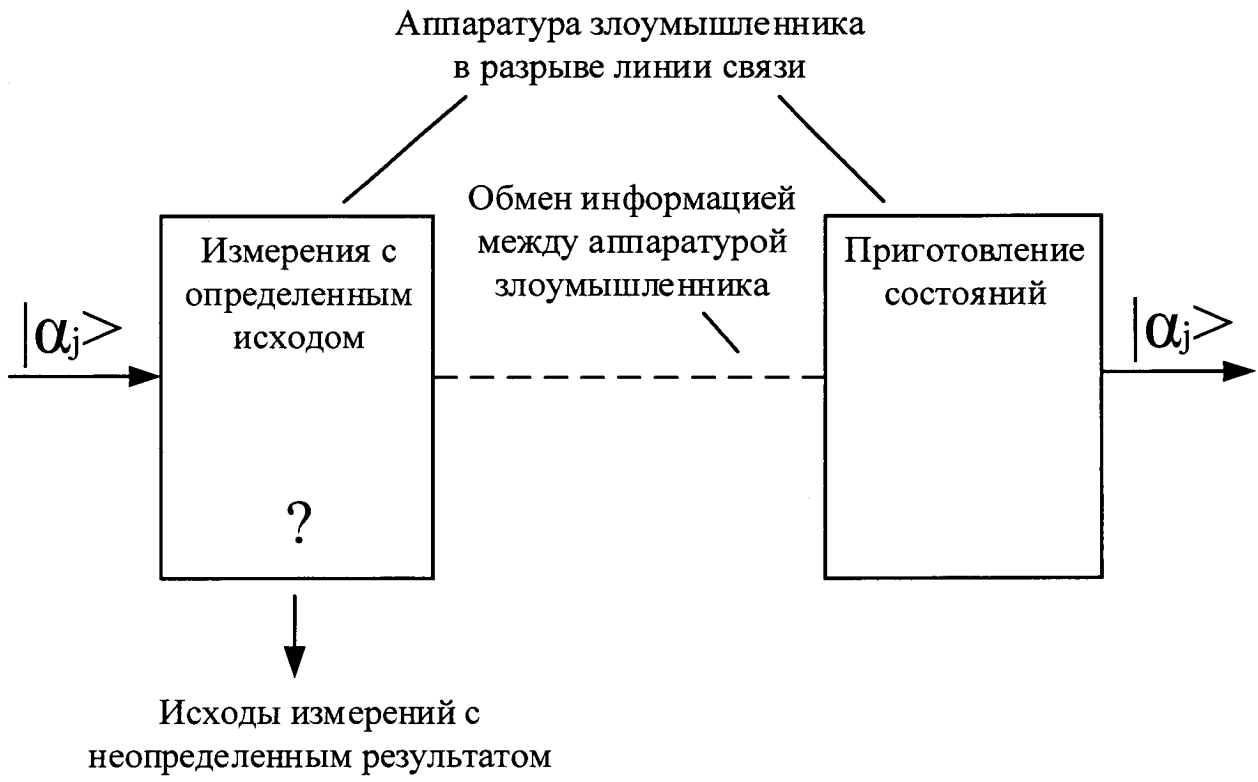 Аппаратура злоумышленника
в разрыве линии связи
Обмен информацией
между аппаратурой
злоумышленника
Измерения с
определенным
исходом
Приготовление
состояний
|αj>
|αj>
?
Исходы измерений с
неопределенным результатом